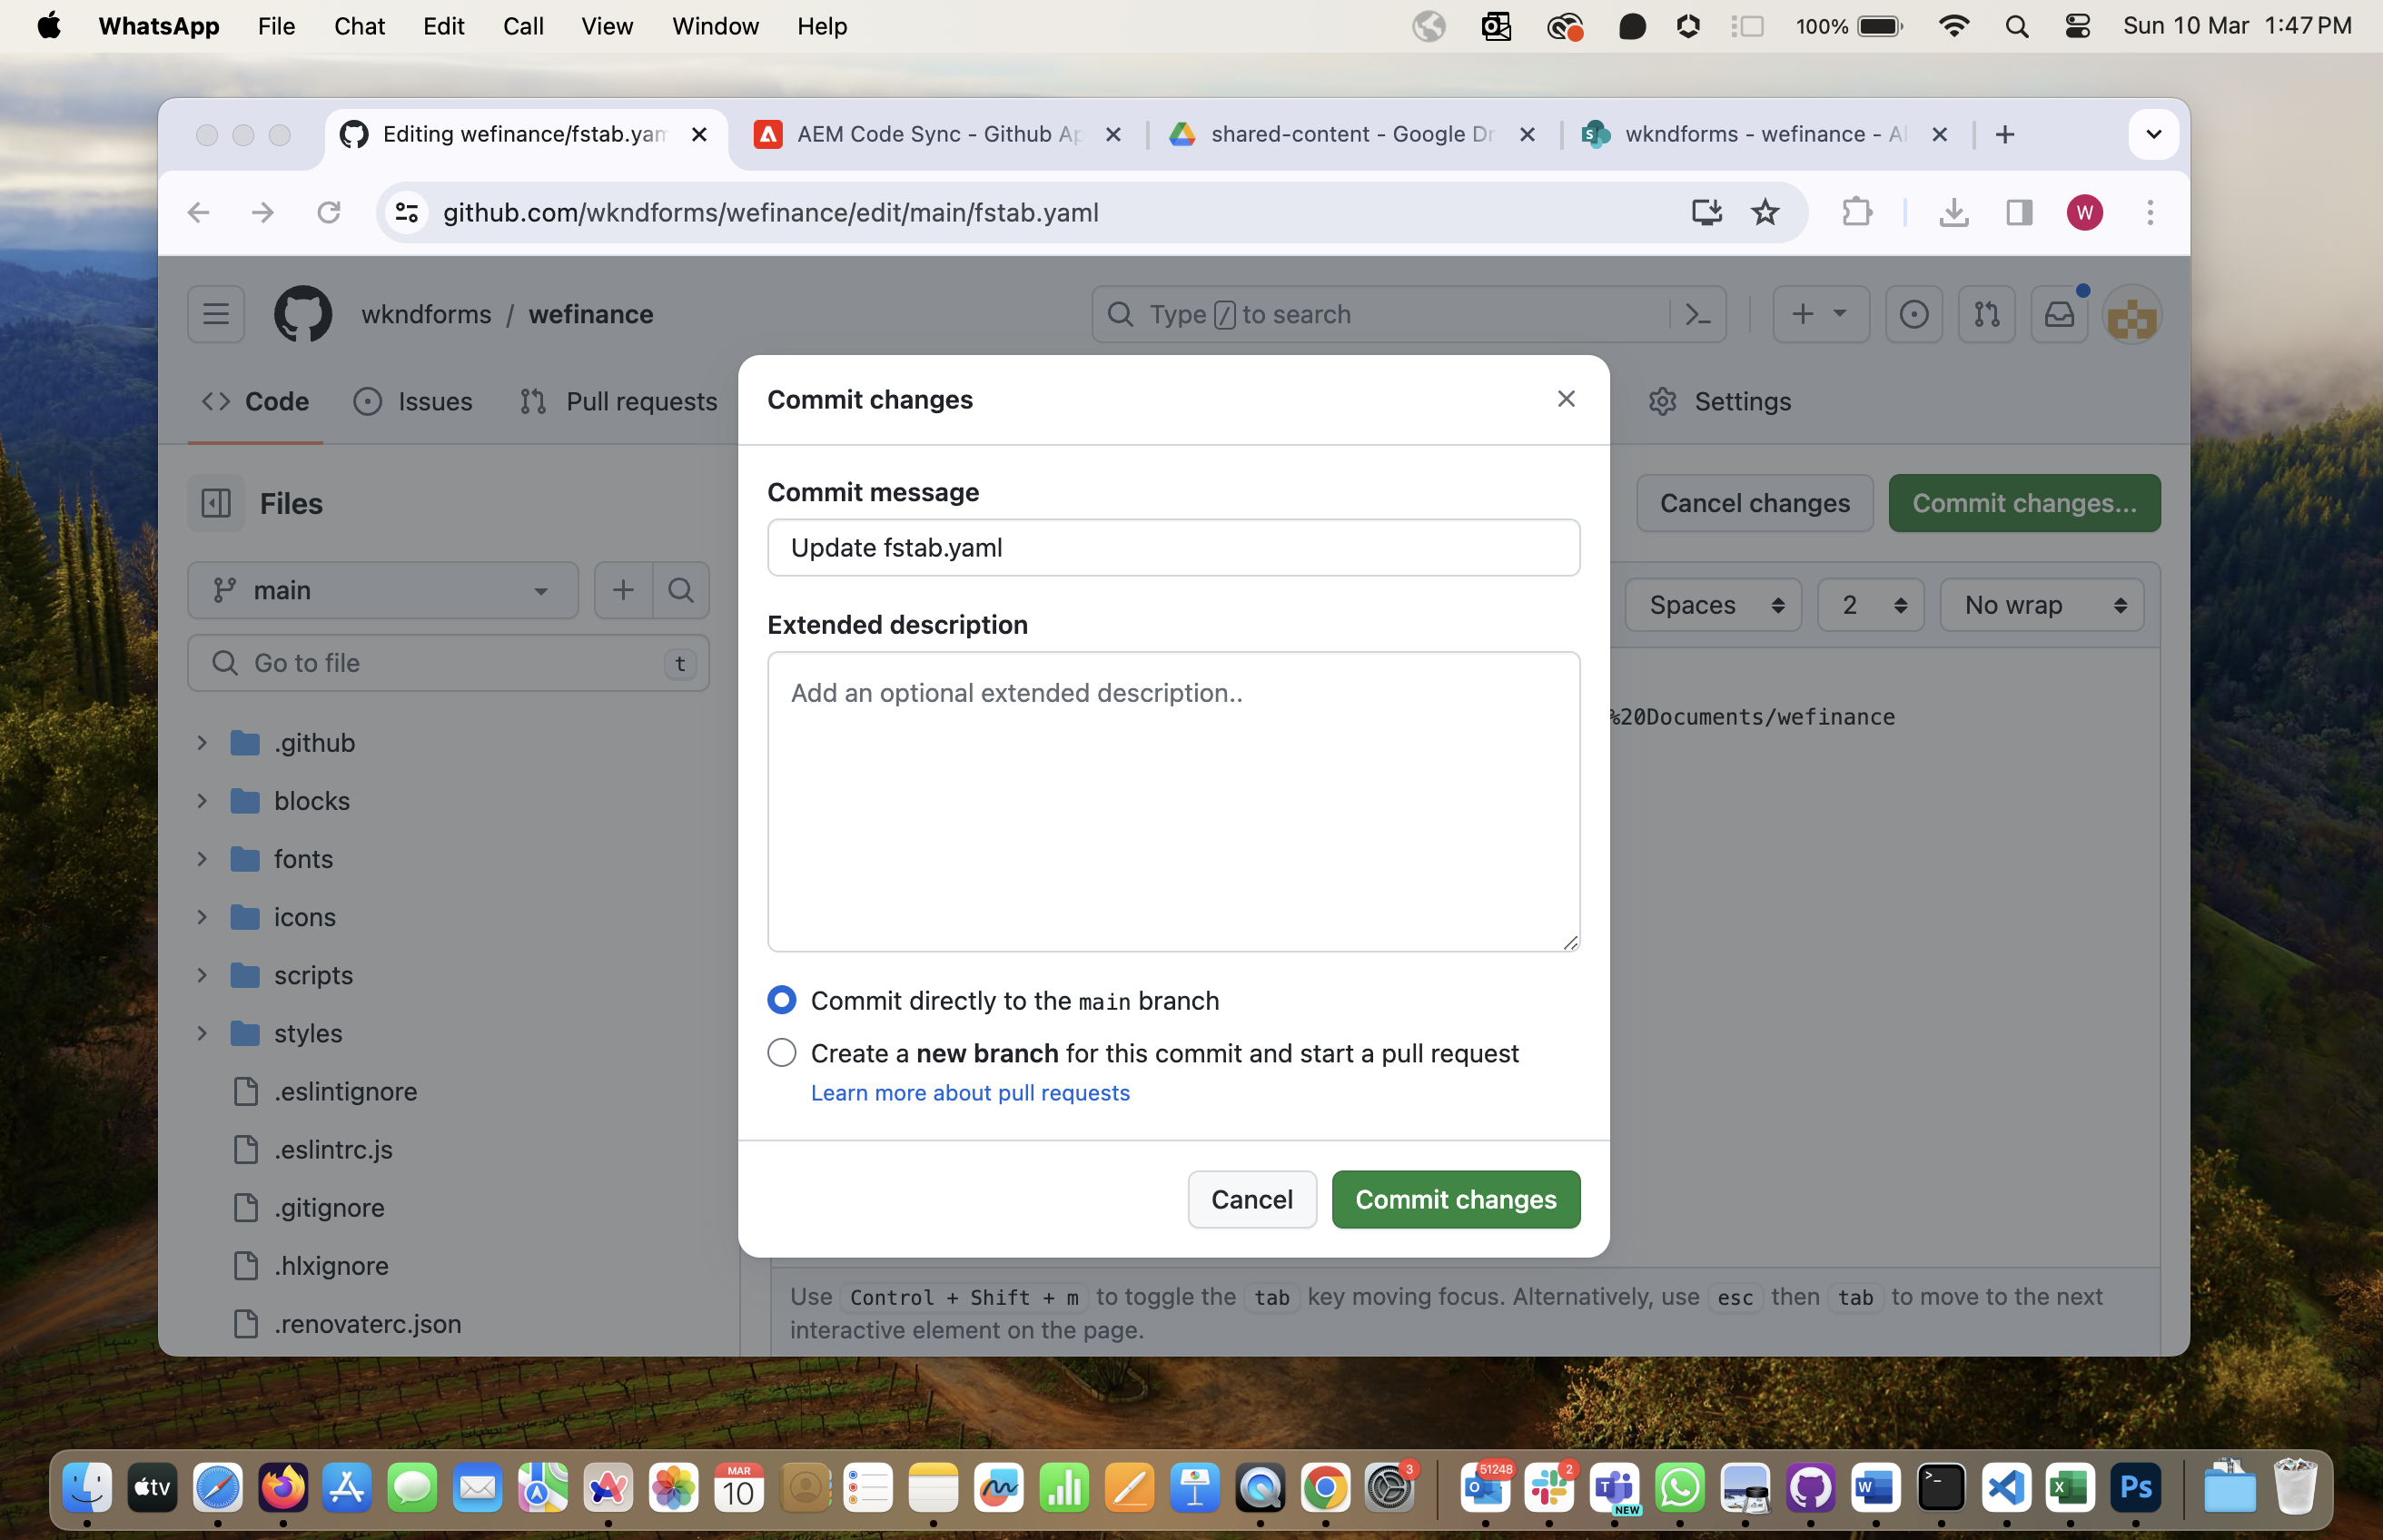 WhatsApp File Chat Edit Call View Window Help 100% Sun 10 Mar 1:47 PM
Editing wefinance/fstab.yam
AEM Code Sync - Github Ap
shared-content - Google Dr
wkndforms - wefinance - Al
github.com/wkndforms/wefinance/edit/main/fstab.yaml
W
wkndforms / wefinance
Type / to search
Code
Issues
Pull requests
Settings
Files
Cancel changes
Commit changes...
main
Spaces
2
No wrap
Go to file
t
%20Documents/wefinance
.github
blocks
fonts
icons
scripts
styles
.eslintignore
.eslintrc.js
.gitignore
.hlxignore
.renovaterc.json
Commit changes
Commit message
Update fstab.yaml
Extended description
Add an optional extended description..
Commit directly to the main branch
Create a new branch for this commit and start a pull request
Learn more about pull requests
Cancel
Commit changes
Use Control + Shift + m to toggle the tab key moving focus. Alternatively, use esc then tab to move to the next
interactive element on the page.
tv
MAR
10
3
51248
2
NEW
Ps